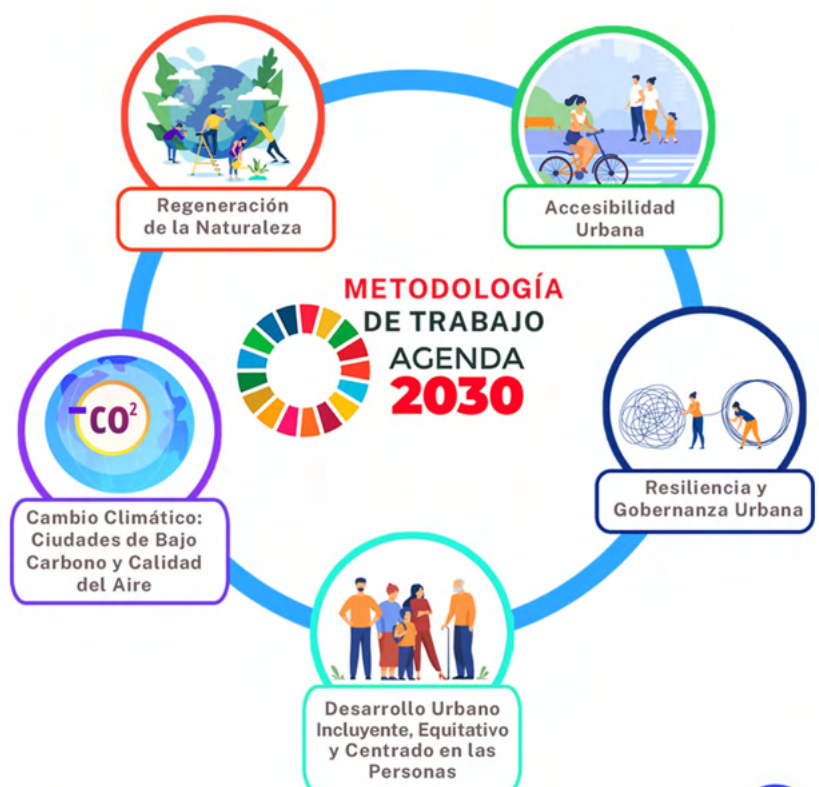 Regeneración
de la Naturaleza
Accesibilidad
Urbana
METODOLOGÍA
DE TRABAJO
AGENDA
2030
-CO²
Cambio Climático:
Ciudades de Bajo
Carbono y Calidad
del Aire
Resiliencia y
Gobernanza Urbana
Desarrollo Urbano
Incluyente, Equitativo
y Centrado en las
Personas